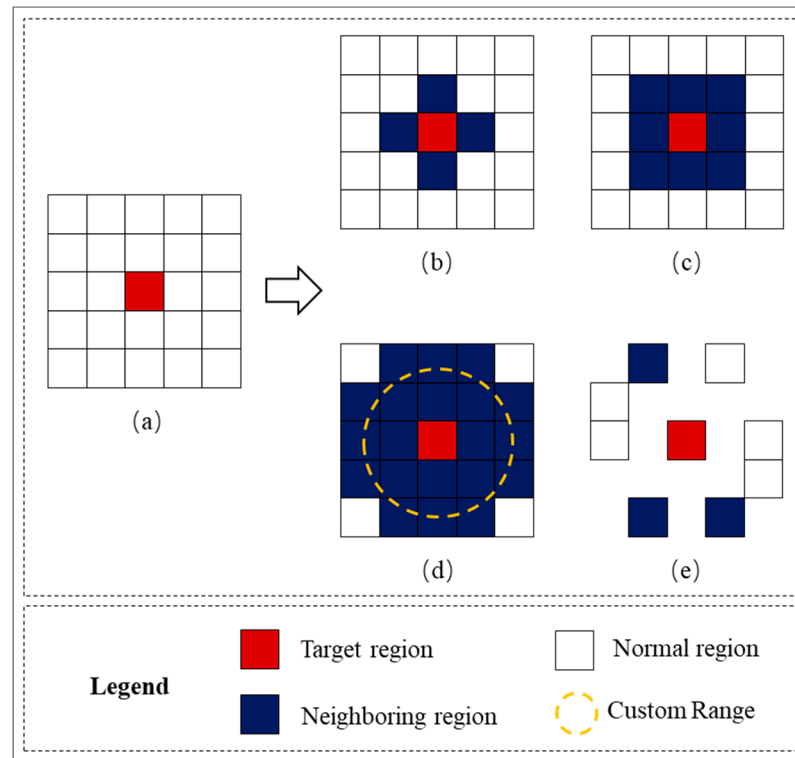 (b)
(c)
(a)
(d)
(e)
Legend
Target region
Normal region
Neighboring region
Custom Range